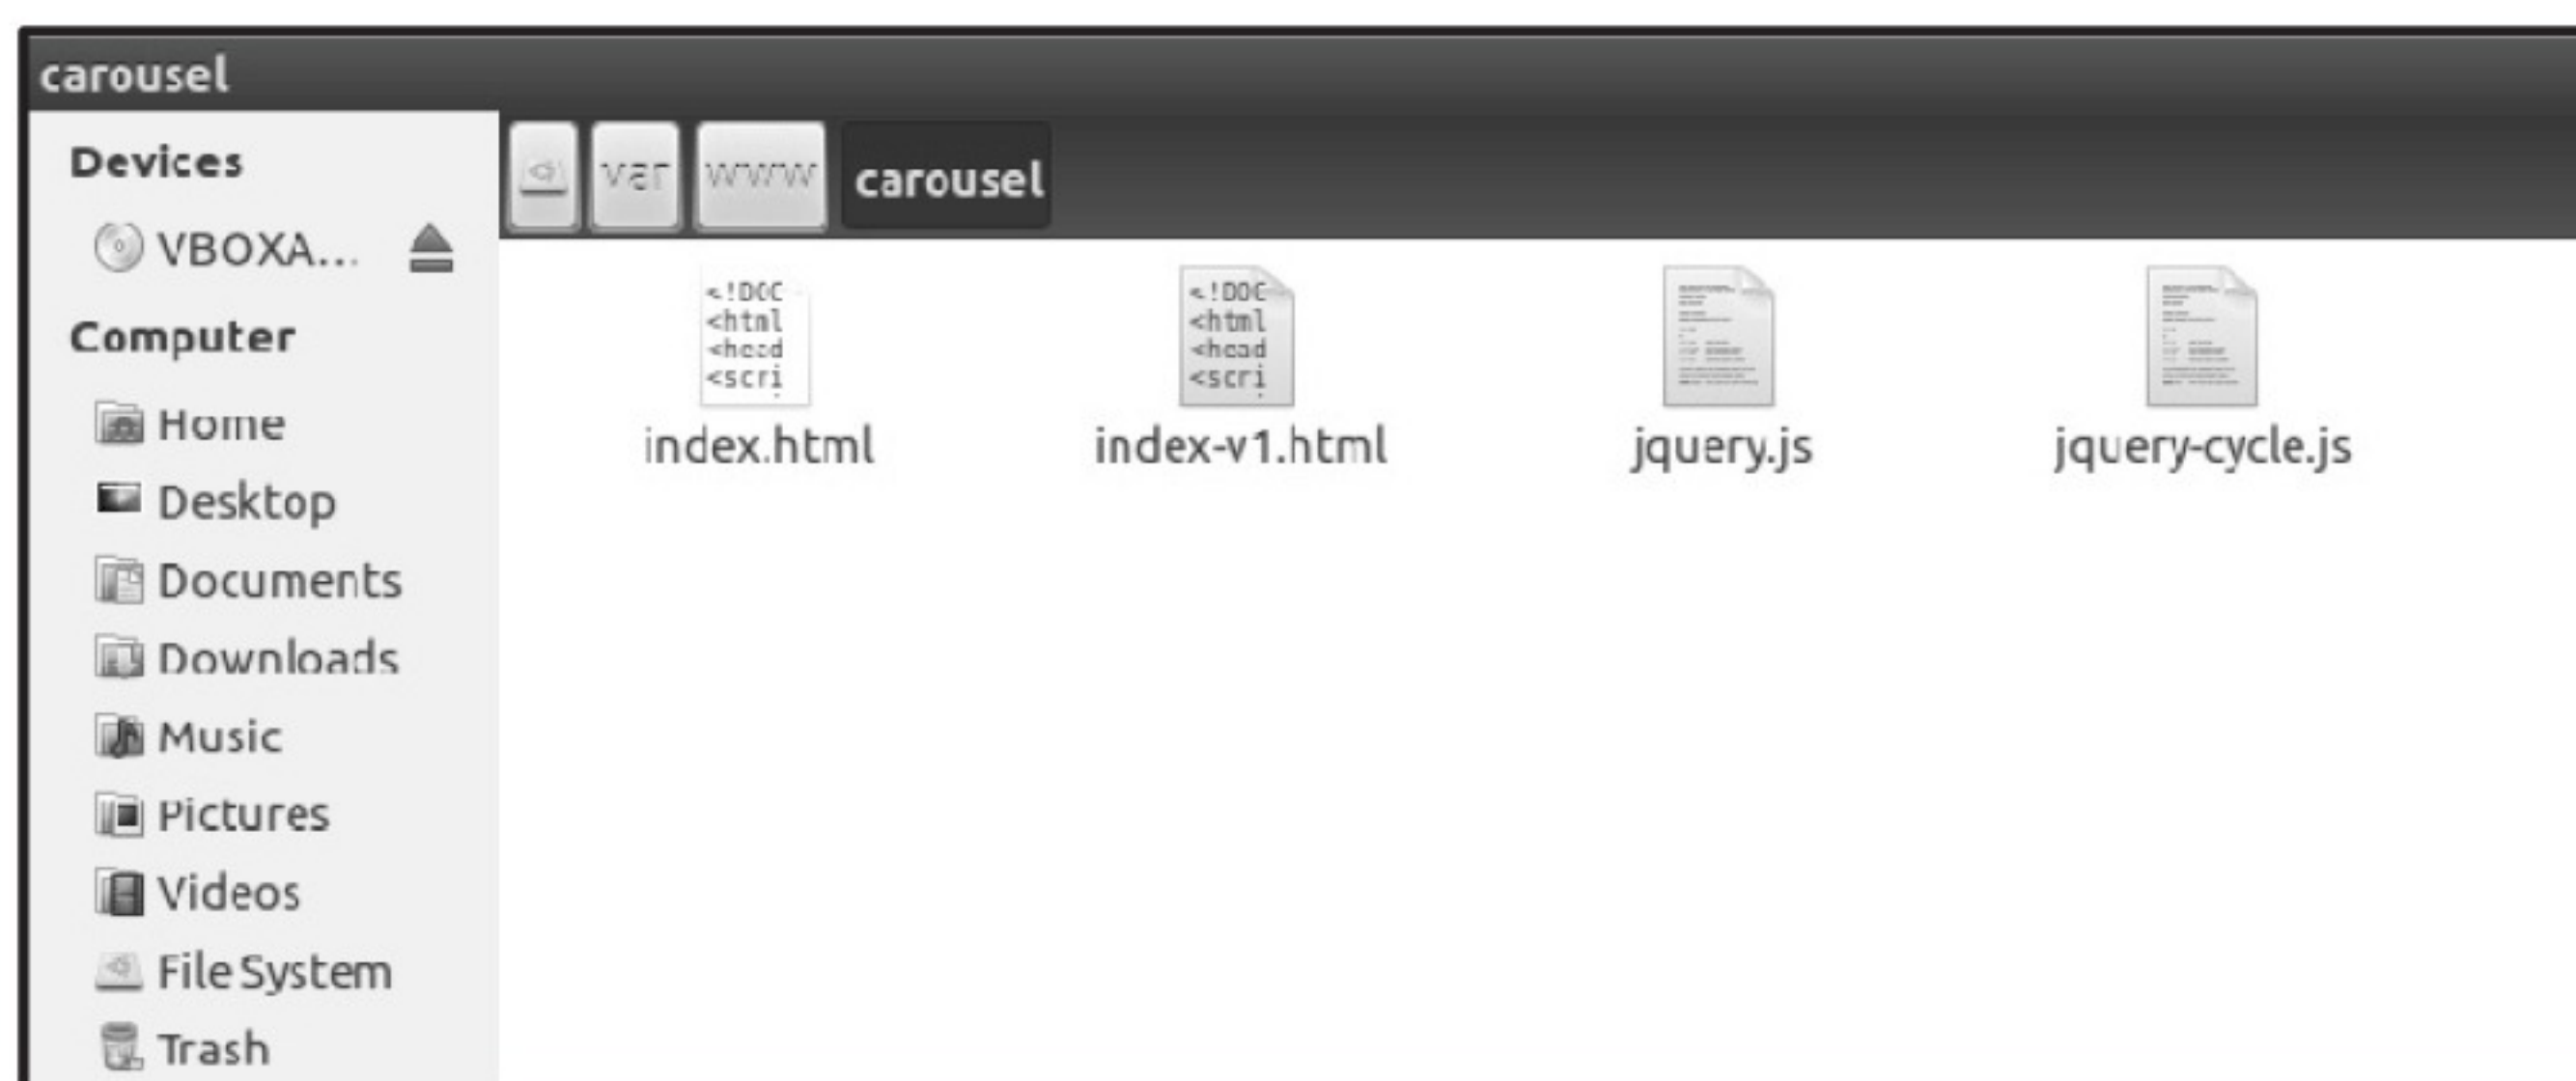 carousel
Devices
VBOXA...
Computer
Home
Desktop
Documents
Downloads
Music
Pictures
Videos
File System
Trash
var www carousel
<!DOC
<html
<head
<scri
index.html
<!DOC
<html
<head
<scri
index-v1.html
jquery.js
jquery-cycle.js